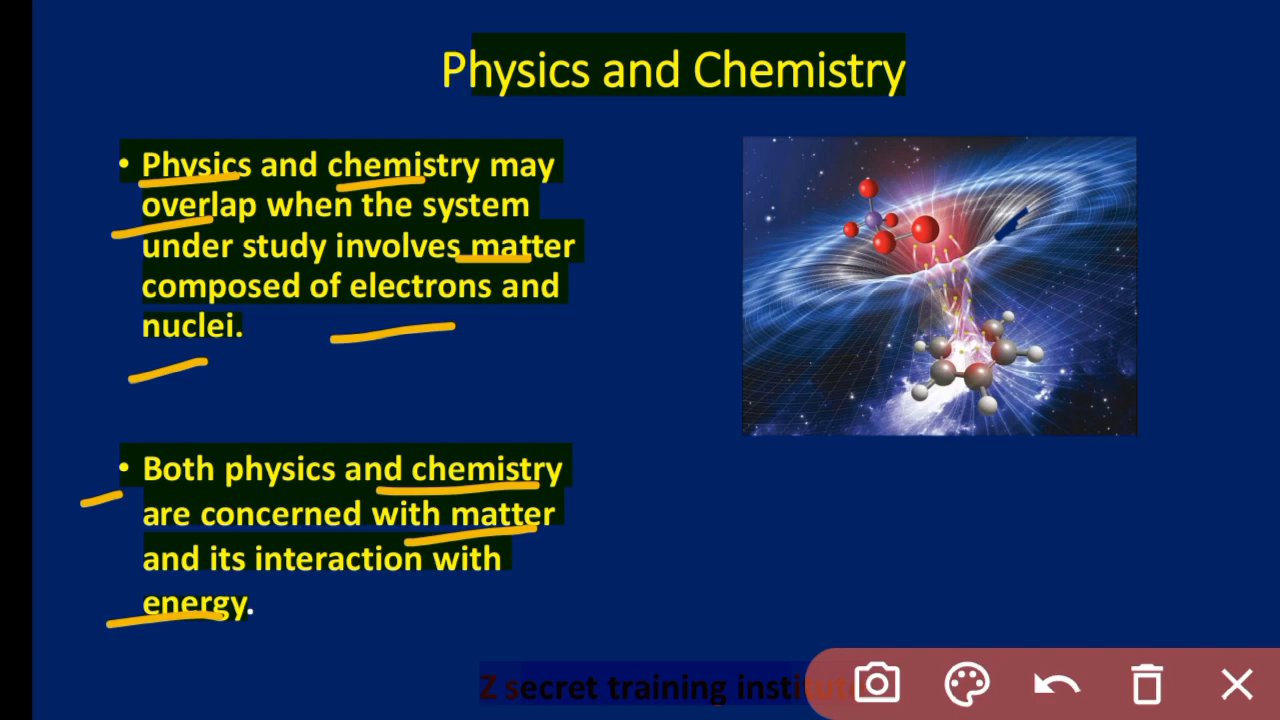 Physics and Chemistry
• Physics and chemistry may
overlap when the system
under study involves matter
composed of electrons and
nuclei.
• Both physics and chemistry
are concerned with matter
and its interaction with
energy.
Z secret training institute